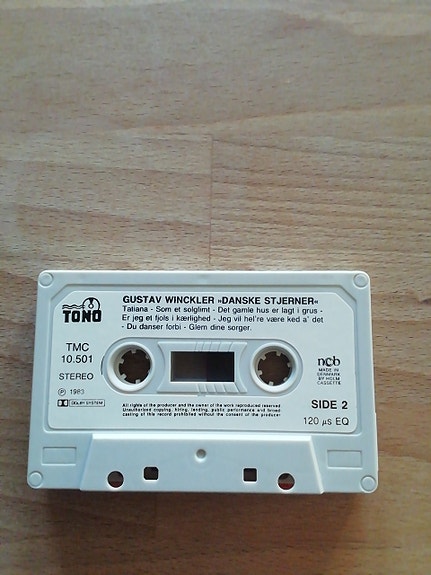 TONO
GUSTAV WINCKLER »DANSKE STJERNER«
Tatiana - Som et solglimt - Det gamle hus er lagt i grus -
Er jeg et fjols i kærlighed - Jeg vil hel're være ked a' det
- Du danser forbi - Glem dine sorger.
TMC
10.501
STEREO
℗ 1983
DOLBY SYSTEM
ncb
MADE IN
DENMARK
BY HOLM
CASSETTE
All rights of the producer and the owner of the work reproduced reserved.
Unauthorised copying, hiring, lending, public performance and broad-
casting of this record prohibited without the consent of the producer.
SIDE 2
120 µs EQ